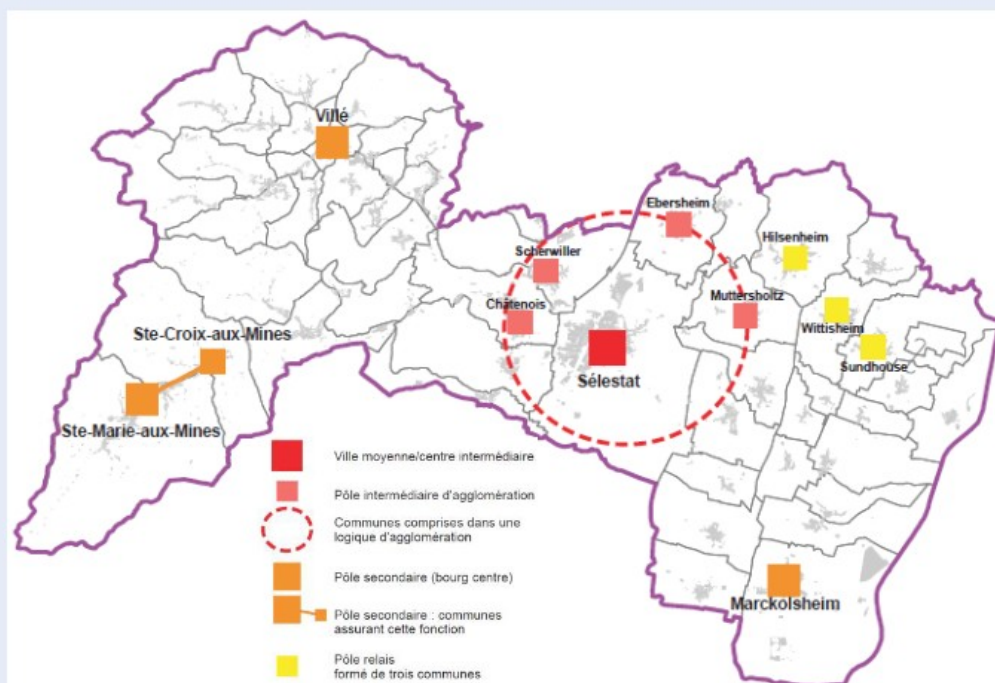 Villé
Ebersheim
Scherwiller
Hilsenheim
Châtenois
Muttersholtz
Wittisheim
Ste-Croix-aux-Mines
Sundhouse
Sélestat
Ste-Marie-aux-Mines
Ville moyenne/centre intermédiaire
Pôle intermédiaire d'agglomération
Communes comprises dans une
logique d'agglomération
Pôle secondaire (bourg centre)
Marckolsheim
Pôle secondaire : communes
assurant cette fonction
Pôle relais
formé de trois communes